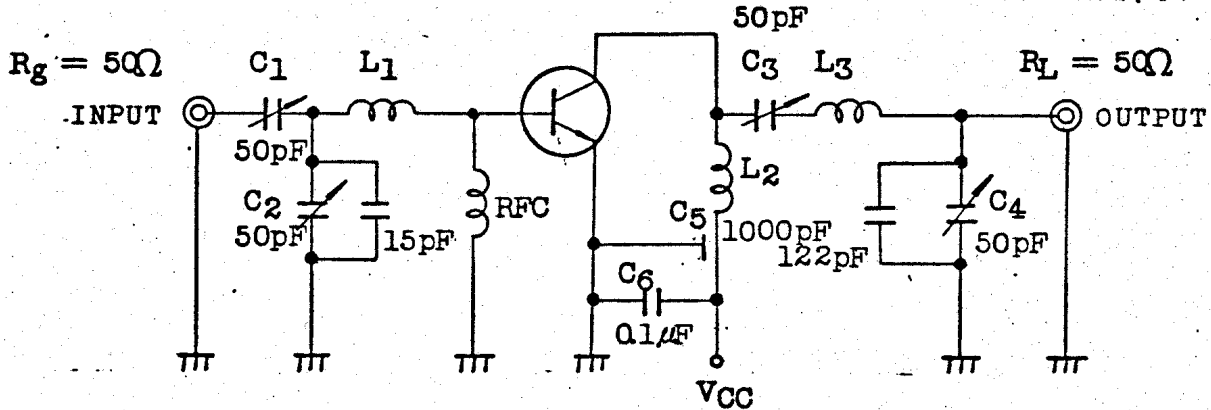 50pF
Rg = 50Ω
C1
L1
C3
L3
RL = 50Ω
INPUT
OUTPUT
50pF
C2
50pF
15pF
RFC
L2
C5
1000pF
122pF
C4
50pF
C6
0.1μF
VCC